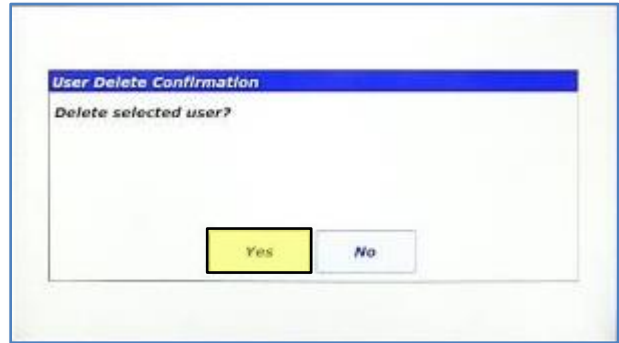 User Delete Confirmation
Delete selected user?
Yes No